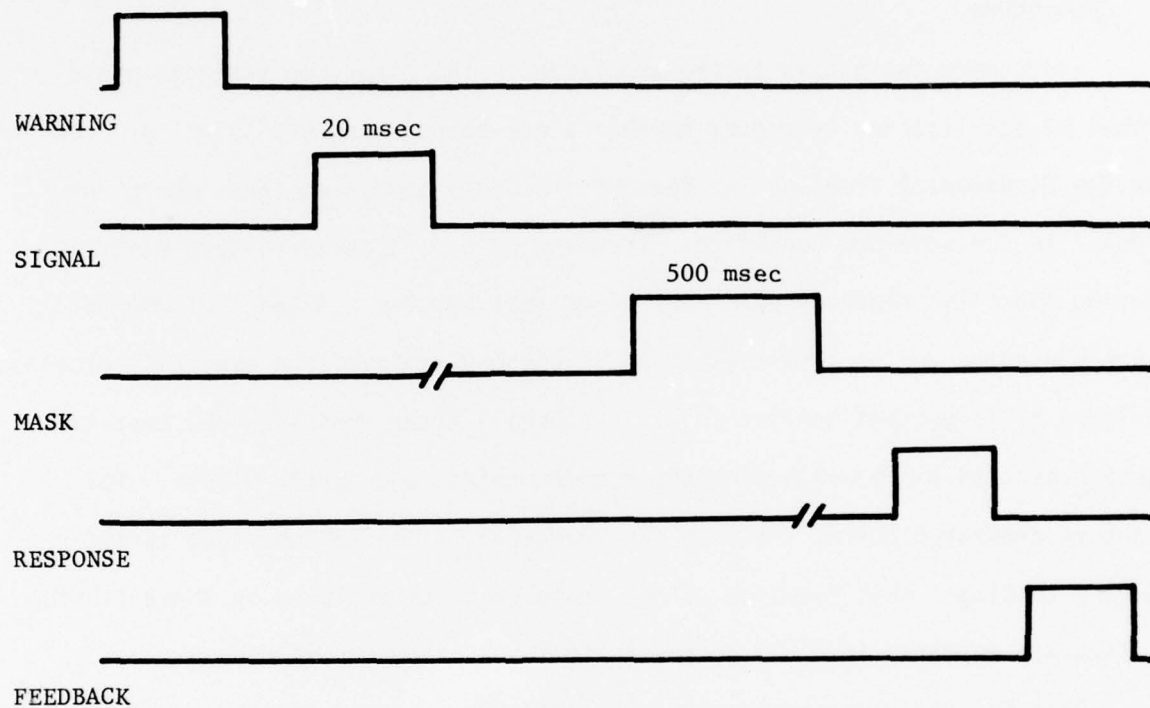 WARNING
20 msec
SIGNAL
500 msec
MASK
RESPONSE
FEEDBACK